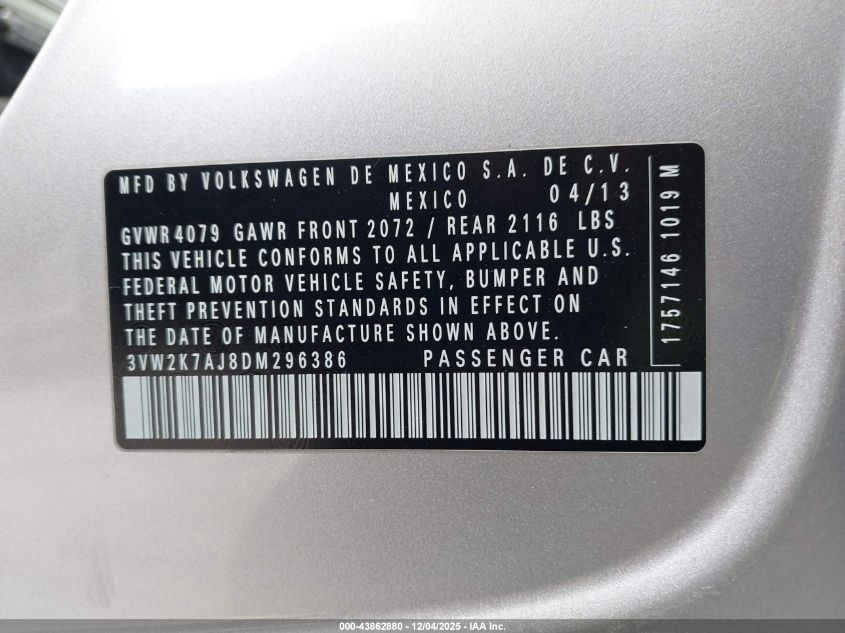 MFD BY VOLKSWAGEN DE MEXICO S.A. DE C.V.
MEXICO 04/13
GVWR 4079 GAWR FRONT 2072 / REAR 2116 LBS
THIS VEHICLE CONFORMS TO ALL APPLICABLE U.S.
FEDERAL MOTOR VEHICLE SAFETY, BUMPER AND
THEFT PREVENTION STANDARDS IN EFFECT ON
THE DATE OF MANUFACTURE SHOWN ABOVE.
3VW2K7AJ8DM296386 PASSENGER CAR
1757146 1019 M
000-43862880 - 12/04/2025 - IAA Inc.